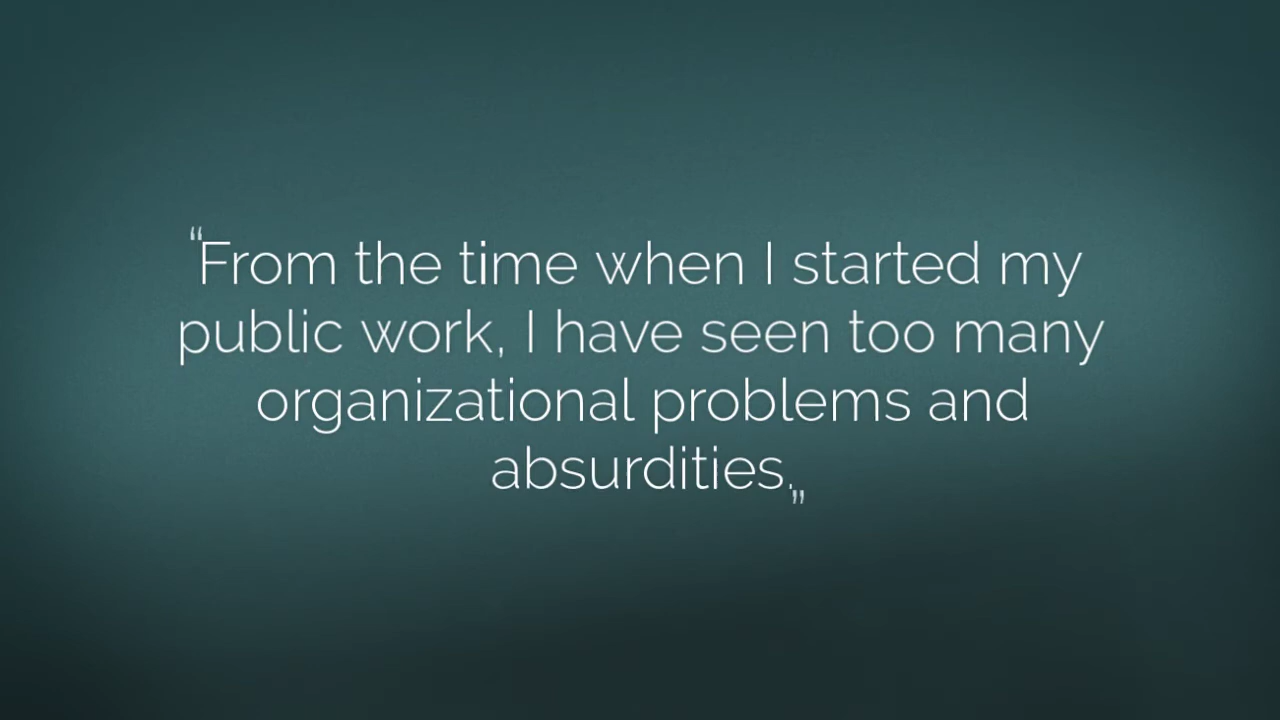 “From the time when I started my
public work, I have seen too many
organizational problems and
absurdities.”